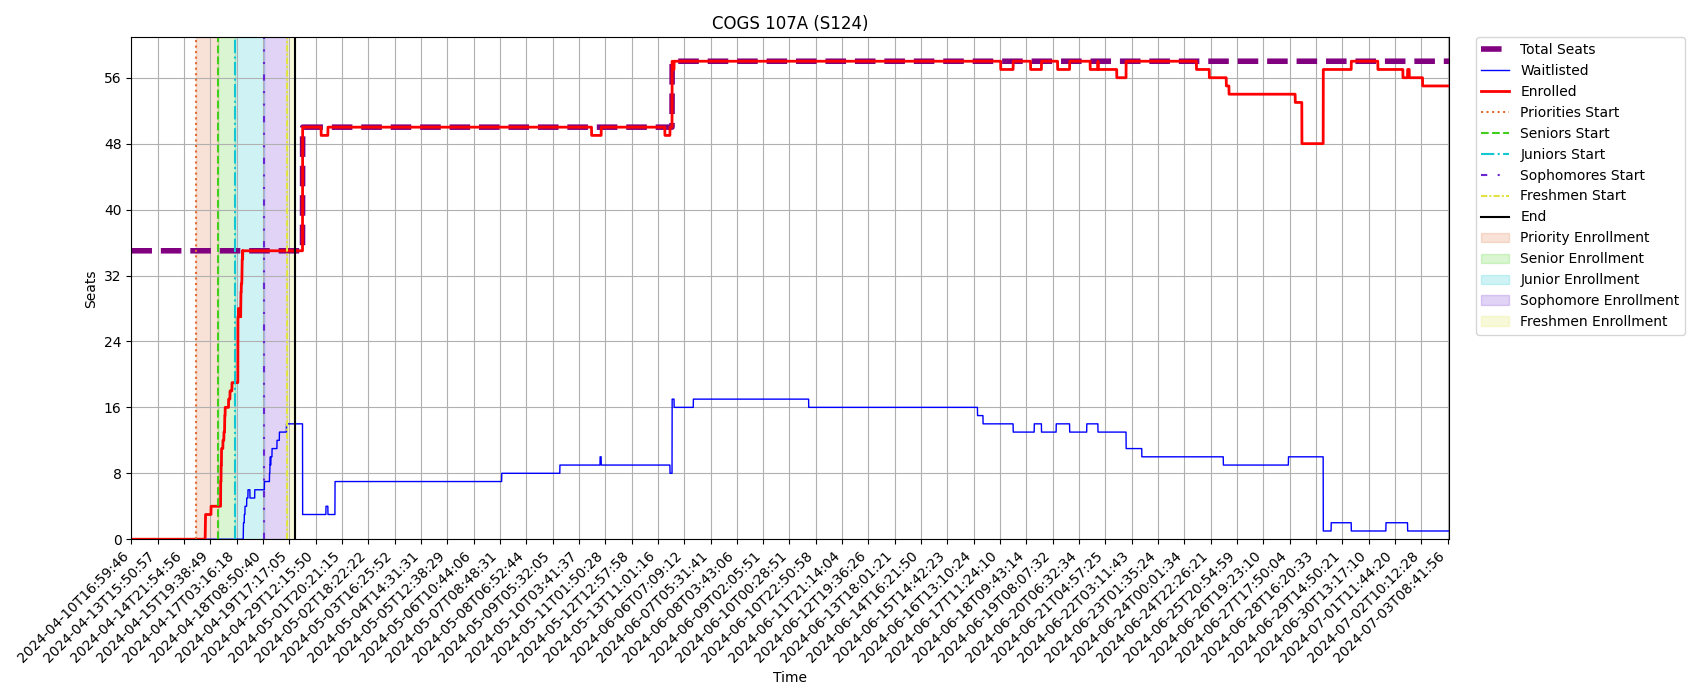 COGS 107A (S124)
Total Seats
Waitlisted
Enrolled
Priorities Start
Seniors Start
Juniors Start
Sophomores Start
Freshmen Start
End
Priority Enrollment
Senior Enrollment
Junior Enrollment
Sophomore Enrollment
Freshmen Enrollment
Seats
56
48
40
32
24
16
8
0
2024-04-10T16:59:46
2024-04-13T15:50:57
2024-04-14T21:54:56
2024-04-15T19:38:49
2024-04-17T03:16:18
2024-04-18T08:50:40
2024-04-19T17:17:05
2024-04-29T12:15:50
2024-05-01T20:21:15
2024-05-02T18:22:22
2024-05-03T16:25:52
2024-05-04T14:31:31
2024-05-05T12:38:29
2024-05-06T10:44:06
2024-05-07T08:48:31
2024-05-08T06:52:44
2024-05-09T05:32:05
2024-05-10T03:41:37
2024-05-11T01:50:28
2024-05-12T12:57:58
2024-05-13T11:01:16
2024-06-06T07:09:12
2024-06-07T05:31:41
2024-06-08T03:43:06
2024-06-09T02:05:51
2024-06-10T00:28:51
2024-06-10T22:50:58
2024-06-11T21:14:04
2024-06-12T19:36:26
2024-06-13T18:01:21
2024-06-14T16:21:50
2024-06-15T14:42:23
2024-06-16T13:10:24
2024-06-17T11:24:10
2024-06-18T09:43:14
2024-06-19T08:07:32
2024-06-20T06:32:34
2024-06-21T04:57:25
2024-06-22T03:11:43
2024-06-23T01:35:24
2024-06-24T00:01:34
2024-06-24T22:26:21
2024-06-25T20:54:59
2024-06-26T19:23:10
2024-06-27T17:50:04
2024-06-28T16:20:33
2024-06-29T14:50:21
2024-06-30T13:17:10
2024-07-01T11:44:20
2024-07-02T10:12:28
2024-07-03T08:41:56
Time